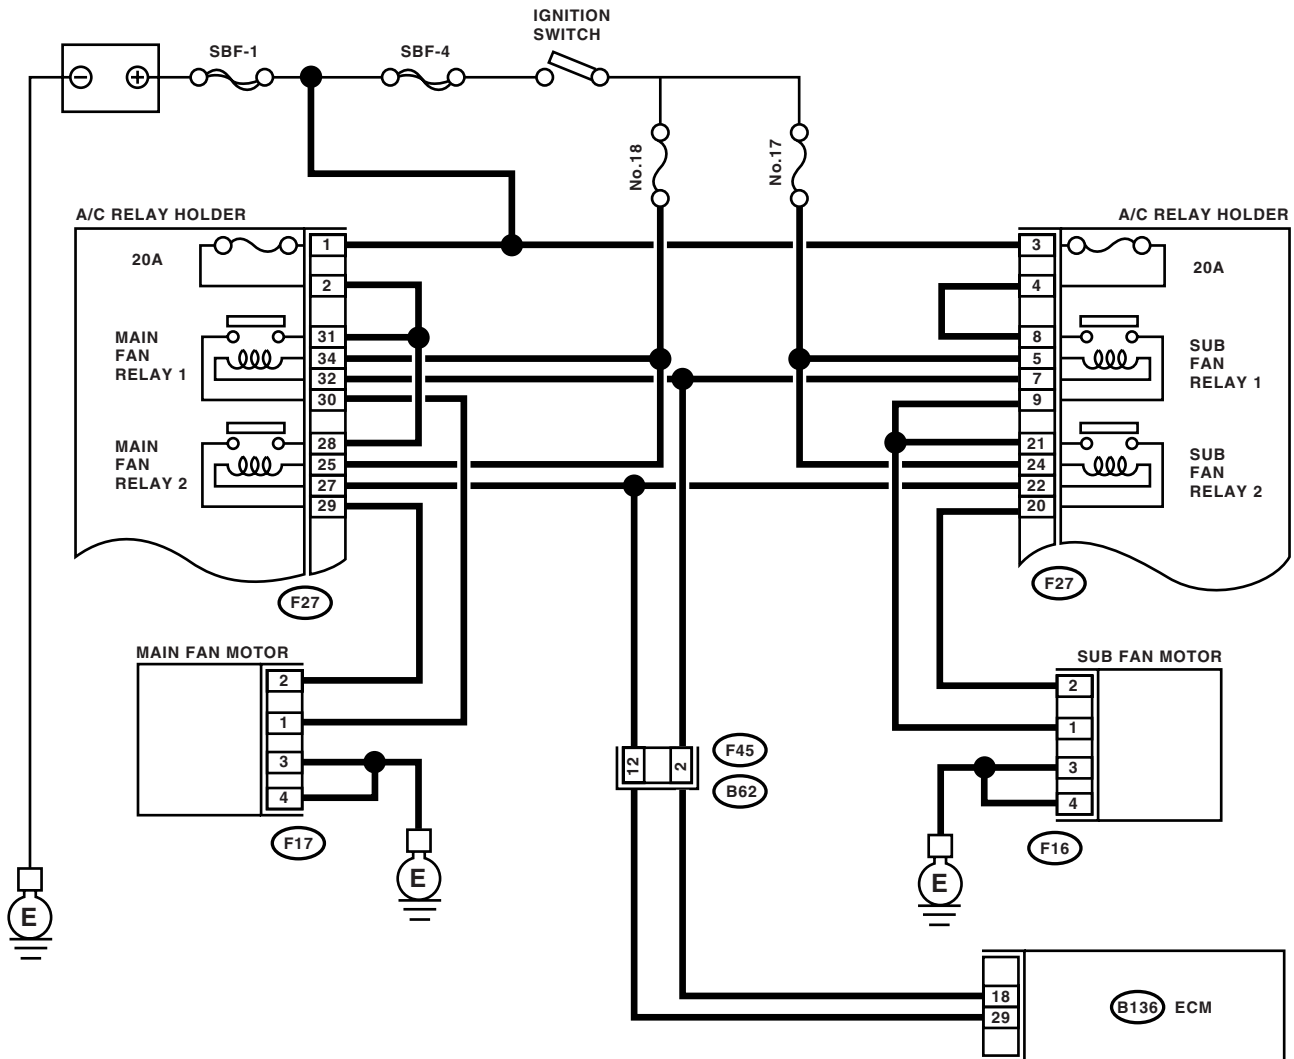 IGNITION
SWITCH
SBF-1
SBF-4
− +
No.18
No.17
A/C RELAY HOLDER
A/C RELAY HOLDER
20A
1
2
3
4
20A
MAIN
FAN
RELAY 1
31
34
32
30
8
5
7
9
SUB
FAN
RELAY 1
MAIN
FAN
RELAY 2
28
25
27
29
21
24
22
20
SUB
FAN
RELAY 2
F27
F27
MAIN FAN MOTOR
2
1
3
4
F17
E
E
12
2
F45
B62
SUB FAN MOTOR
2
1
3
4
F16
E
18
29
B136 ECM